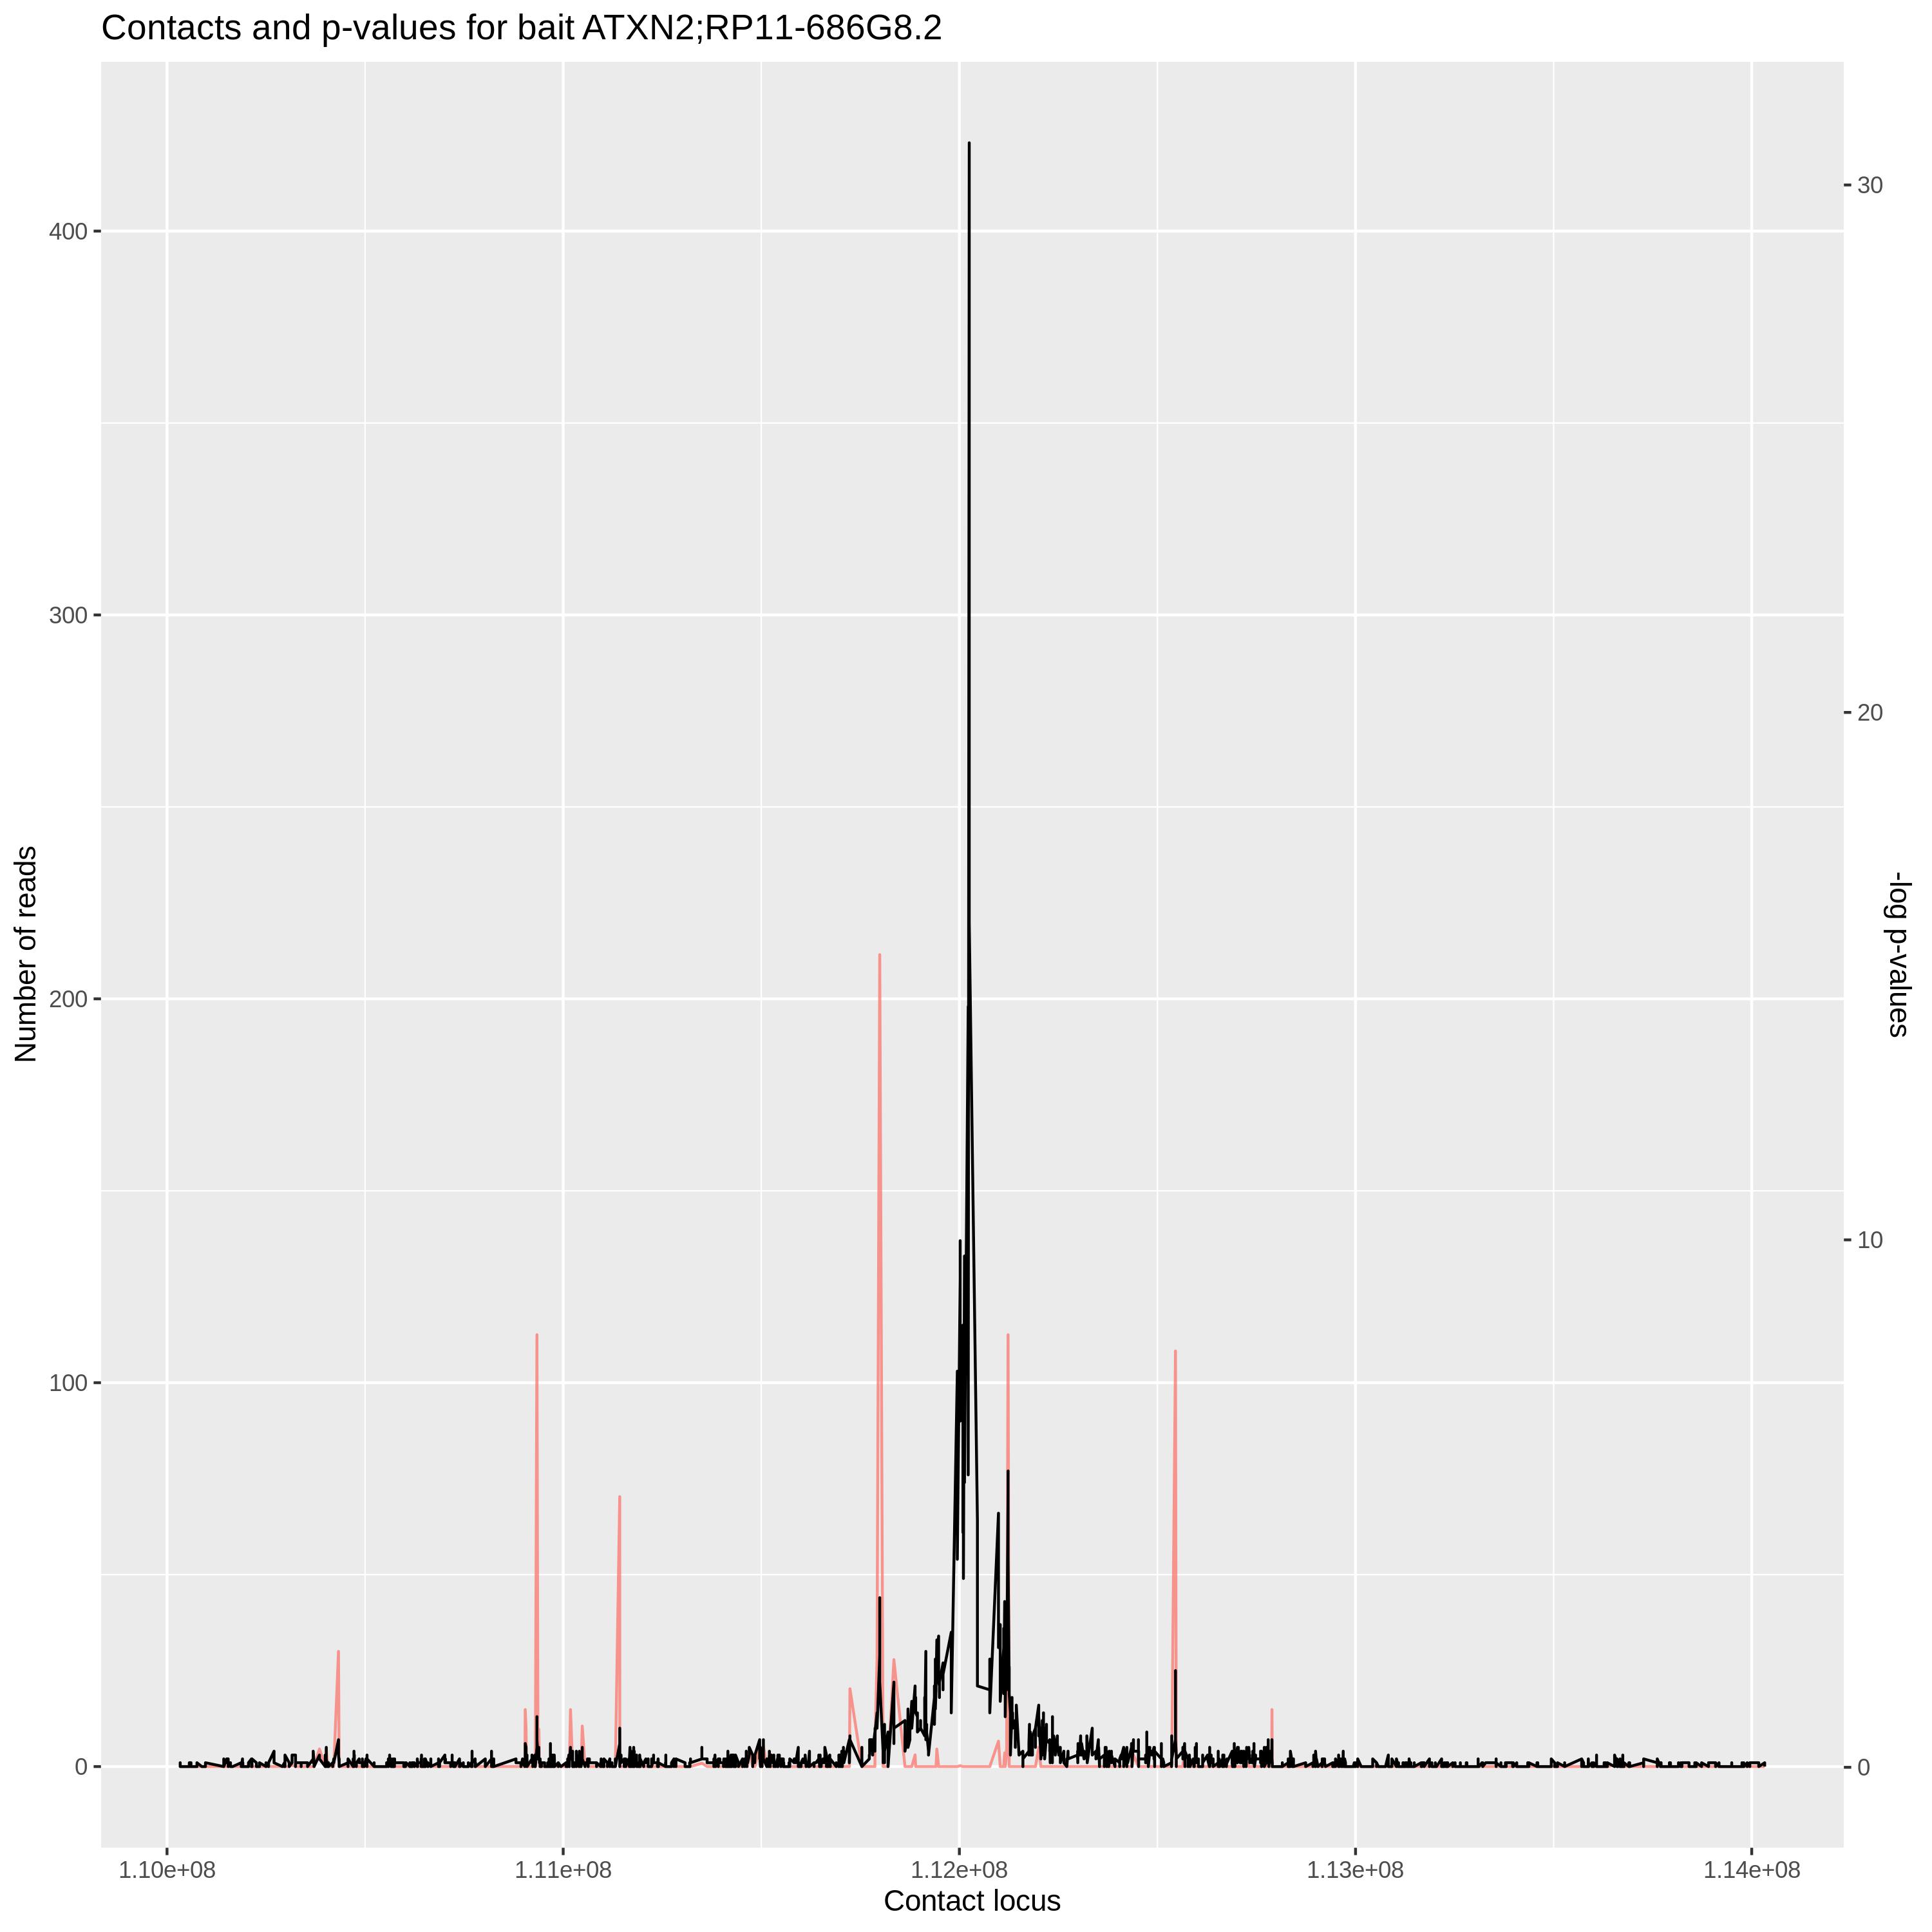 Contacts and p-values for bait ATXN2;RP11-686G8.2
400
300
200
100
0
30
20
10
0
Number of reads
-log p-values
1.10e+08
1.11e+08
1.12e+08
1.13e+08
1.14e+08
Contact locus